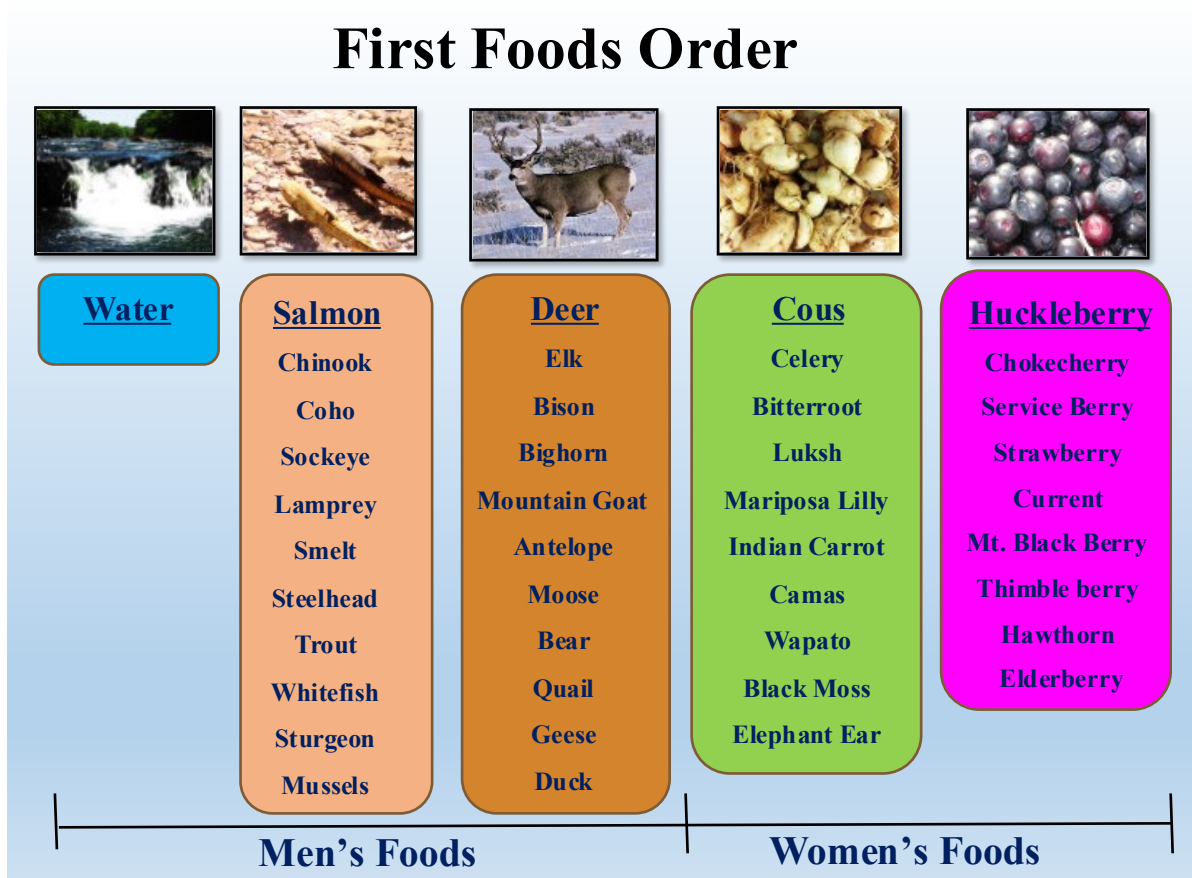 First Foods Order
Water
Salmon
Chinook
Coho
Sockeye
Lamprey
Smelt
Steelhead
Trout
Whitefish
Sturgeon
Mussels
Deer
Elk
Bison
Bighorn
Mountain Goat
Antelope
Moose
Bear
Quail
Geese
Duck
Cous
Celery
Bitterroot
Luksh
Mariposa Lilly
Indian Carrot
Camas
Wapato
Black Moss
Elephant Ear
Huckleberry
Chokecherry
Service Berry
Strawberry
Current
Mt. Black Berry
Thimble berry
Hawthorn
Elderberry
Men’s Foods
Women’s Foods